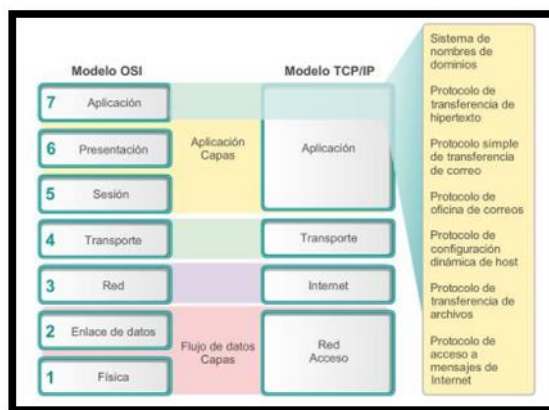 Modelo OSI
Modelo TCP/IP
7 Aplicación
6 Presentación
5 Sesión
4 Transporte
3 Red
2 Enlace de datos
1 Física
Aplicación
Capas
Flujo de datos
Capas
Aplicación
Transporte
Internet
Red
Acceso
Sistema de
nombres de
dominios
Protocolo de
transferencia de
hipertexto
Protocolo simple
de transferencia
de correo
Protocolo de
oficina de correos
Protocolo de
configuración
dinámica de host
Protocolo de
transferencia de
archivos
Protocolo de
acceso a
mensajes de
Internet